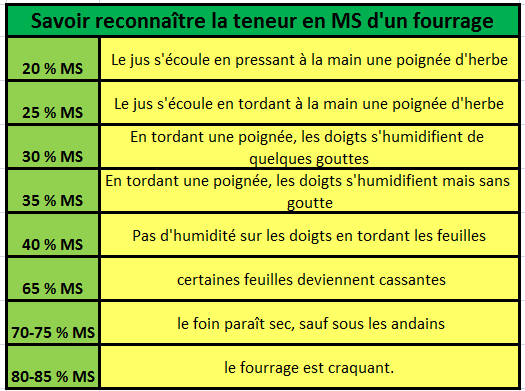 Savoir reconnaître la teneur en MS d'un fourrage
20 % MS
Le jus s'écoule en pressant à la main une poignée d'herbe
25 % MS
Le jus s'écoule en tordant à la main une poignée d'herbe
30 % MS
En tordant une poignée, les doigts s'humidifient de
quelques gouttes
35 % MS
En tordant une poignée, les doigts s'humidifient mais sans
goutte
40 % MS
Pas d'humidité sur les doigts en tordant les feuilles
65 % MS
certaines feuilles deviennent cassantes
70-75 % MS
le foin paraît sec, sauf sous les andains
80-85 % MS
le fourrage est craquant.